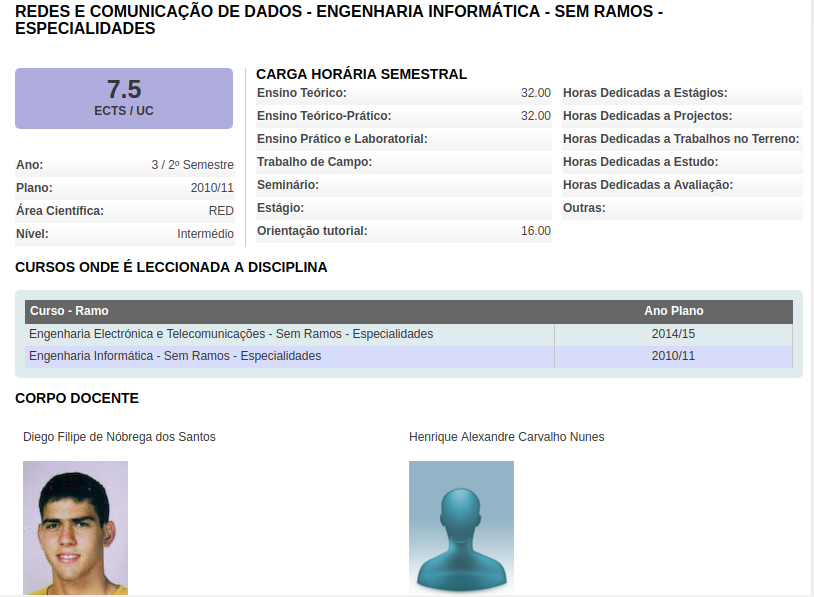 REDES E COMUNICAÇÃO DE DADOS - ENGENHARIA INFORMÁTICA - SEM RAMOS -
ESPECIALIDADES
7.5
ECTS / UC
Ano: 3 / 2º Semestre
Plano: 2010/11
Área Científica: RED
Nível: Intermédio
CARGA HORÁRIA SEMESTRAL
Ensino Teórico: 32.00
Ensino Teórico-Prático: 32.00
Ensino Prático e Laboratorial:
Trabalho de Campo:
Seminário:
Estágio:
Orientação tutorial: 16.00
Horas Dedicadas a Estágios:
Horas Dedicadas a Projectos:
Horas Dedicadas a Trabalhos no Terreno:
Horas Dedicadas a Estudo:
Horas Dedicadas a Avaliação:
Outras:
CURSOS ONDE É LECCIONADA A DISCIPLINA
Curso - Ramo Ano Plano
Engenharia Electrónica e Telecomunicações - Sem Ramos - Especialidades 2014/15
Engenharia Informática - Sem Ramos - Especialidades 2010/11
CORPO DOCENTE
Diego Filipe de Nóbrega dos Santos
Henrique Alexandre Carvalho Nunes